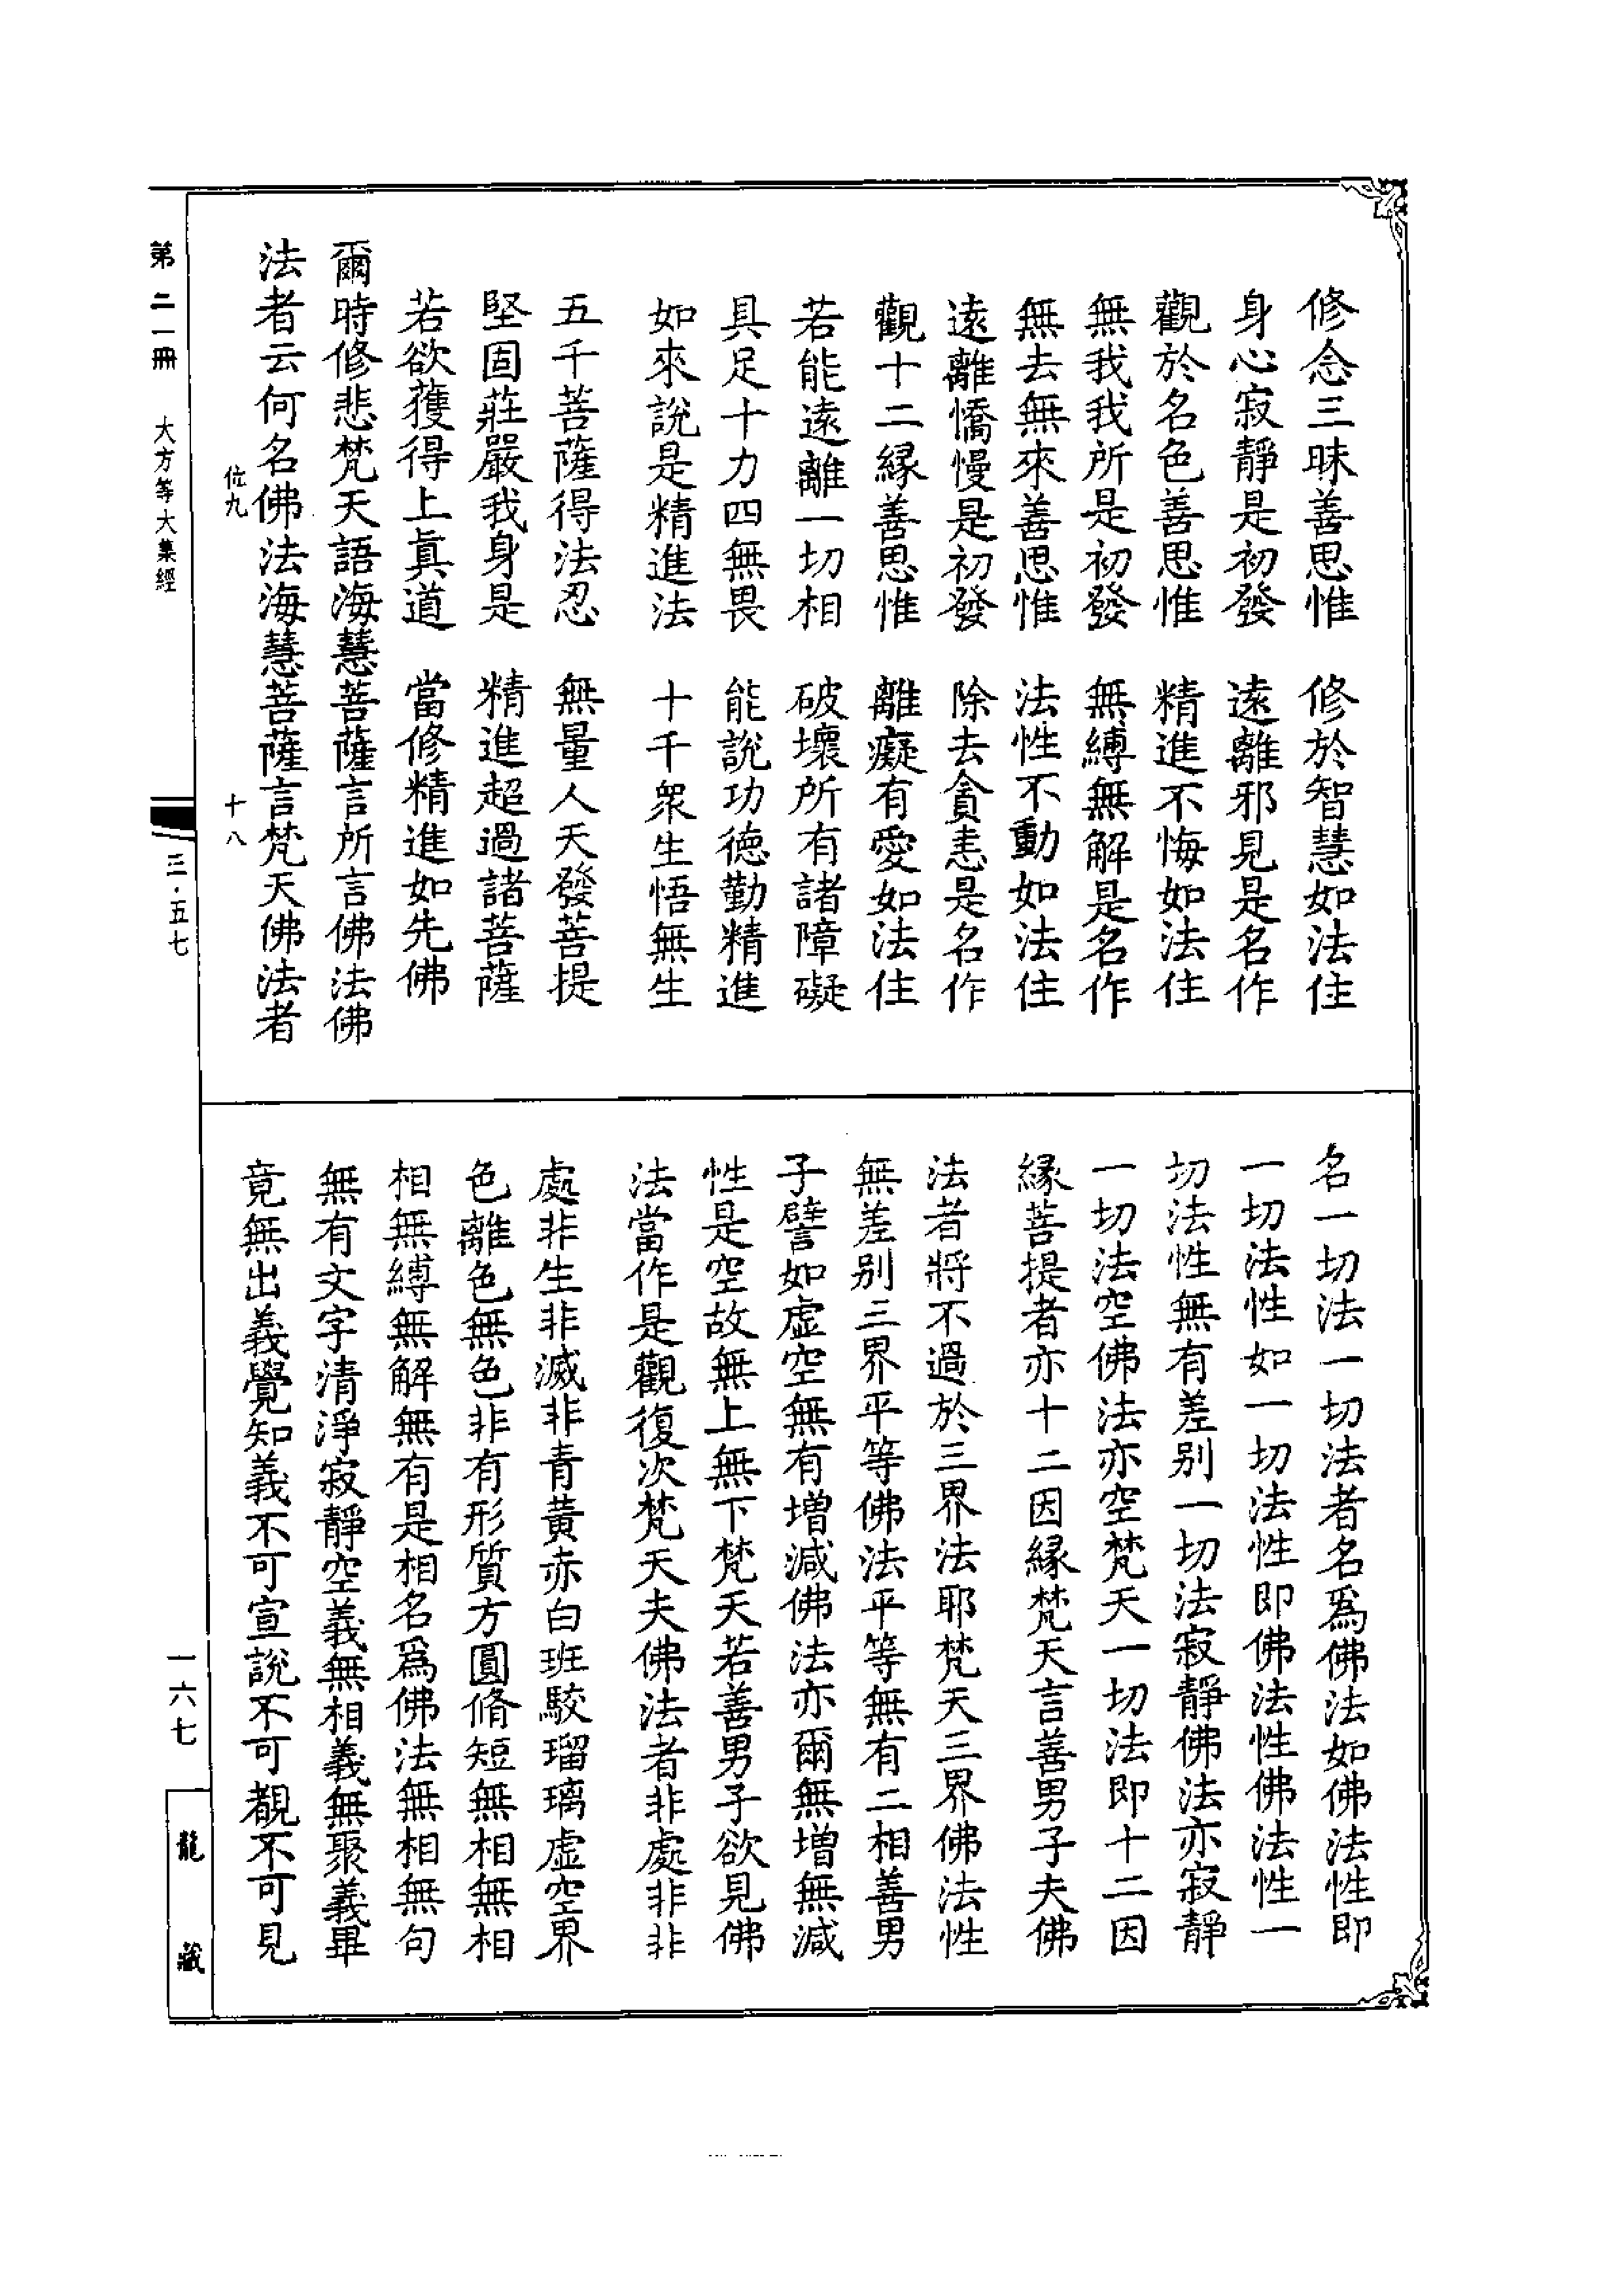 修念三昧善思惟　修於智慧如法住
身心寂靜是初發　遠離邪見是名作
觀於名色善思惟　精進不悔如法住
無我我所是初發　無縛無解是名作
無去無來善思惟　法性不動如法住
遠離憍慢是初發　除去貪恚是名作
觀十二緣善思惟　離癡有愛如法住
若能遠離一切相　破壞所有諸障礙
具足十力四無畏　能說功德勤精進
如來說是精進法　十千眾生悟無生
五千菩薩得法忍　無量人天發菩提
堅固莊嚴我身是　精進超過諸菩薩
若欲獲得上真道　當修精進如先佛
爾時修悲梵天語海慧菩薩言所言佛法佛
法者云何名佛法海慧菩薩言梵天佛法者
佐九　十八
名一切法一切法者名爲佛法如佛法性即
一切法性如一切法性即佛法性佛法性一
切法性無有差别一切法寂靜佛法亦寂靜
一切法空佛法亦空梵天一切法即十二因
緣菩提者亦十二因緣梵天言善男子夫佛
法者將不過於三界法耶梵天三界佛法性
無差别三界平等佛法平等無有二相善男
子譬如虚空無有增減佛法亦爾無增無減
性是空故無上無下梵天若善男子欲見佛
法當作是觀復次梵天夫佛法者非處非非
處非生非滅非青黄赤白班駮瑠璃虚空界
色離色無色非有形質方圓脩短無相無相
相無縛無解無有是相名爲佛法無相無句
無有文字清淨寂靜空義無相義無聚義畢
竟無出義覺知義不可宣說不可覩不可見
第二一冊　大方等大集經　三·五七　一六七　龍藏